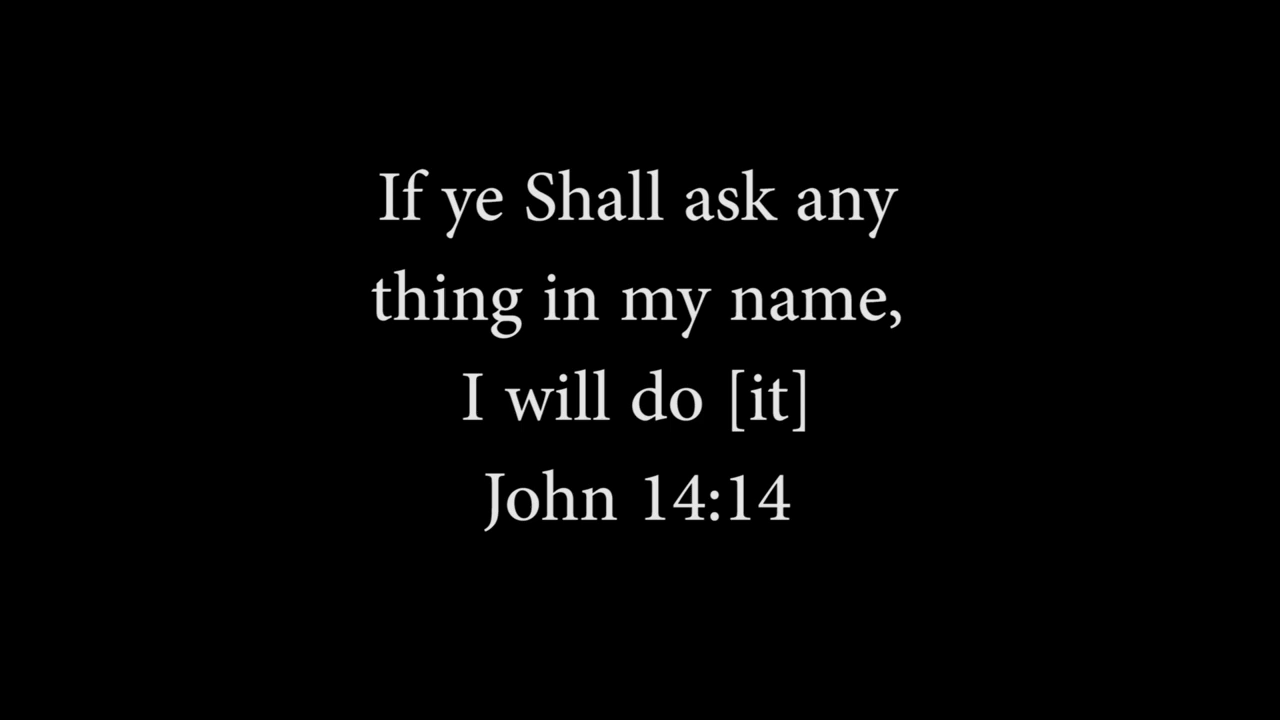 If ye Shall ask any
thing in my name,
I will do [it]
John 14:14